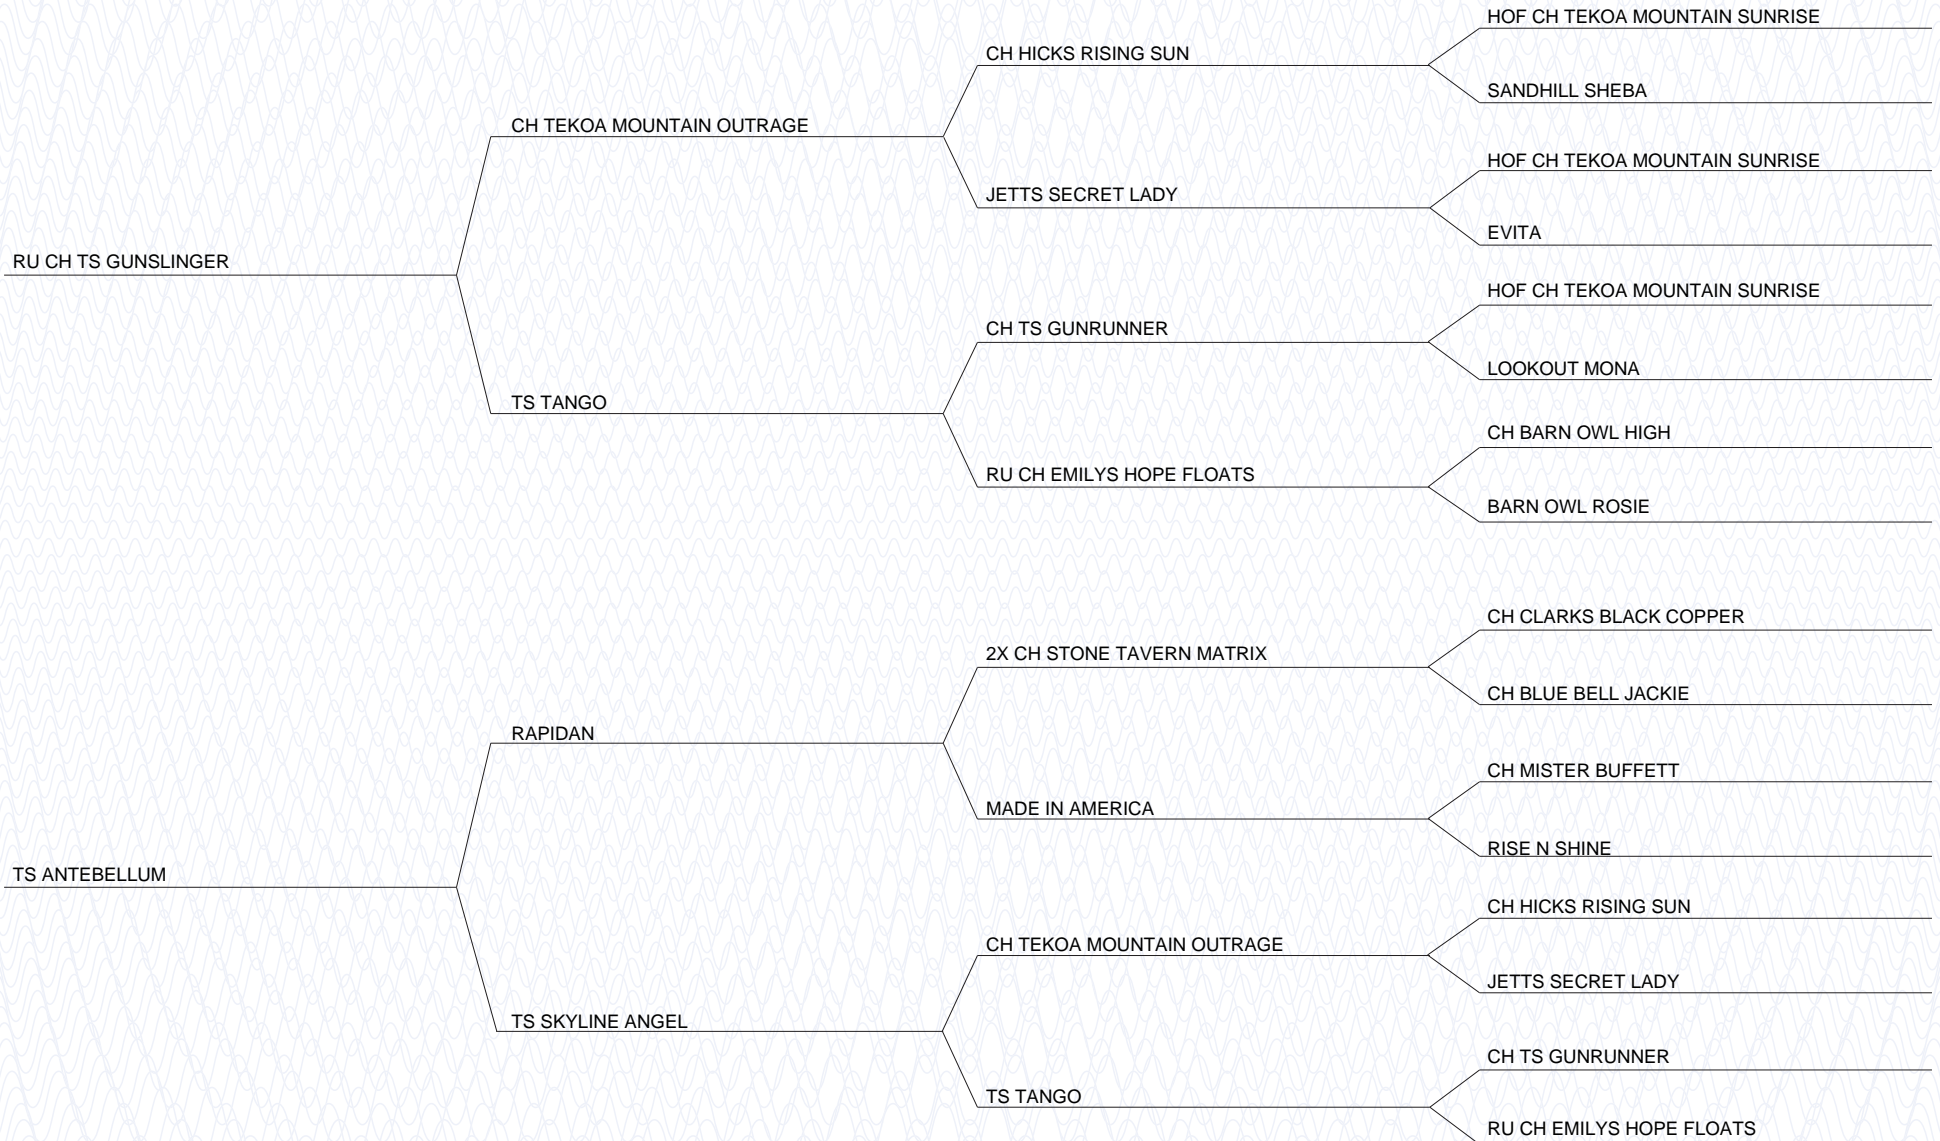 HOF CH TEKOA MOUNTAIN SUNRISE
CH HICKS RISING SUN
SANDHILL SHEBA
CH TEKOA MOUNTAIN OUTRAGE
HOF CH TEKOA MOUNTAIN SUNRISE
JETTS SECRET LADY
EVITA
RU CH TS GUNSLINGER
HOF CH TEKOA MOUNTAIN SUNRISE
CH TS GUNRUNNER
LOOKOUT MONA
TS TANGO
CH BARN OWL HIGH
RU CH EMILYS HOPE FLOATS
BARN OWL ROSIE
CH CLARKS BLACK COPPER
2X CH STONE TAVERN MATRIX
CH BLUE BELL JACKIE
RAPIDAN
CH MISTER BUFFETT
MADE IN AMERICA
RISE N SHINE
TS ANTEBELLUM
CH HICKS RISING SUN
CH TEKOA MOUNTAIN OUTRAGE
JETTS SECRET LADY
TS SKYLINE ANGEL
CH TS GUNRUNNER
TS TANGO
RU CH EMILYS HOPE FLOATS